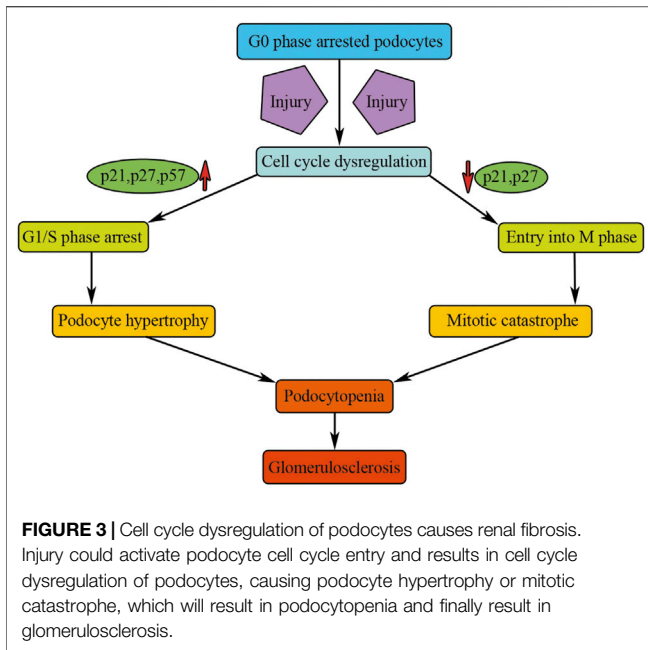 G0 phase arrested podocytes
Injury
Injury
Cell cycle dysregulation
p21,p27,p57
p21,p27
G1/S phase arrest
Entry into M phase
Podocyte hypertrophy
Mitotic catastrophe
Podocytopenia
Glomerulosclerosis
FIGURE 3 | Cell cycle dysregulation of podocytes causes renal fibrosis.
Injury could activate podocyte cell cycle entry and results in cell cycle
dysregulation of podocytes, causing podocyte hypertrophy or mitotic
catastrophe, which will result in podocytopenia and finally result in
glomerulosclerosis.